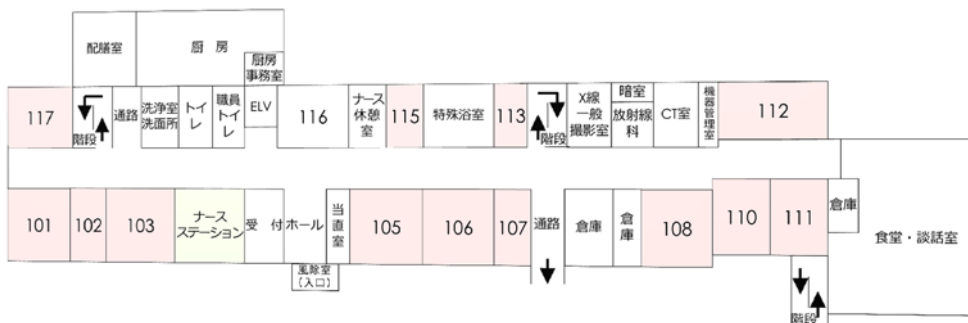 配膳室
厨 房
厨房
事務室
117
階段
通路
洗浄室
洗面所
トイレ
職員
トイレ
ELV
116
ナース
休憩
室
115
特殊浴室
113
階段
X線
一般
撮影室
暗室
放射線
科
CT室
機器管理室
112
101
102
103
ナース
ステーション
受 付
ホール
当直室
105
106
107
通路
倉庫
倉庫
108
110
111
倉庫
食堂・談話室
風除室
(入口)
階段